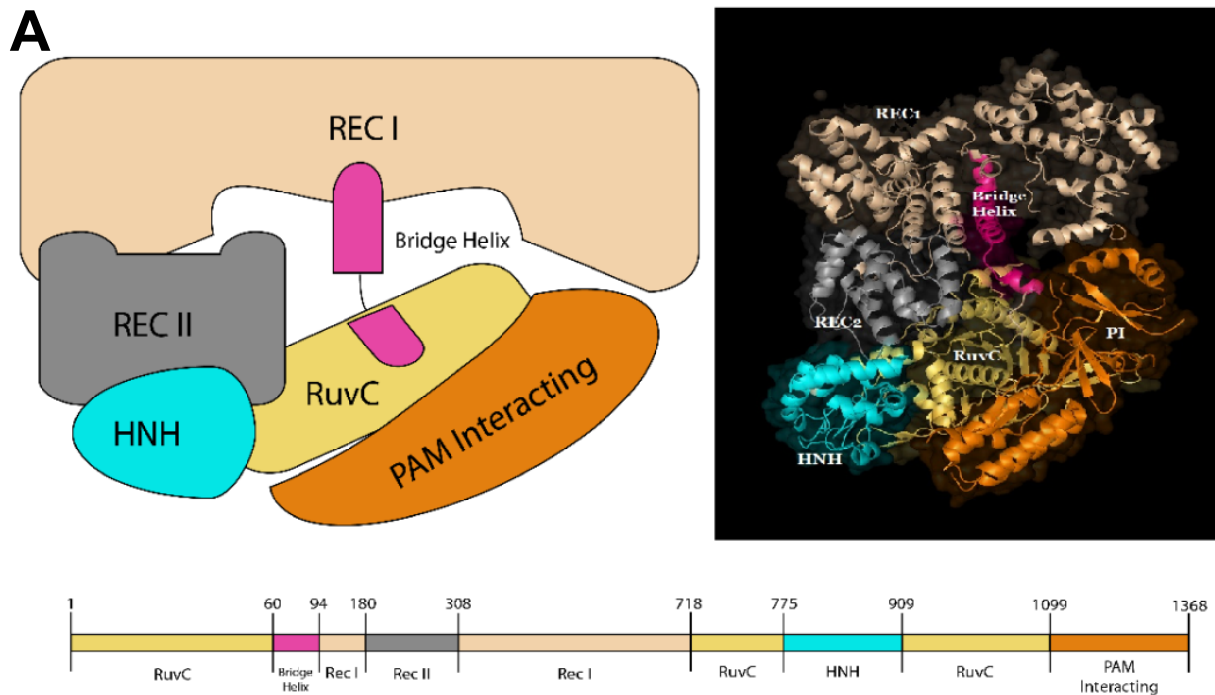 A
REC I
Bridge Helix
REC II
RuvC
HNH
PAM Interacting
REC1
Bridge
Helix
REC2
PI
RuvC
HNH
1 60 94 180 308 718 775 909 1099 1368
RuvC Bridge Helix Rec I Rec II Rec I RuvC HNH RuvC PAM Interacting